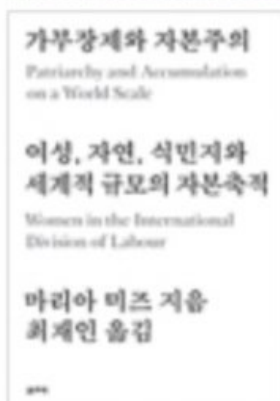 가부장제와 자본주의
Patriarchy and Accumulation
on a World Scale
여성, 자연, 식민지와
세계적 규모의 자본축적
Women in the International
Division of Labour
마리아 미즈 지음
최재인 옮김